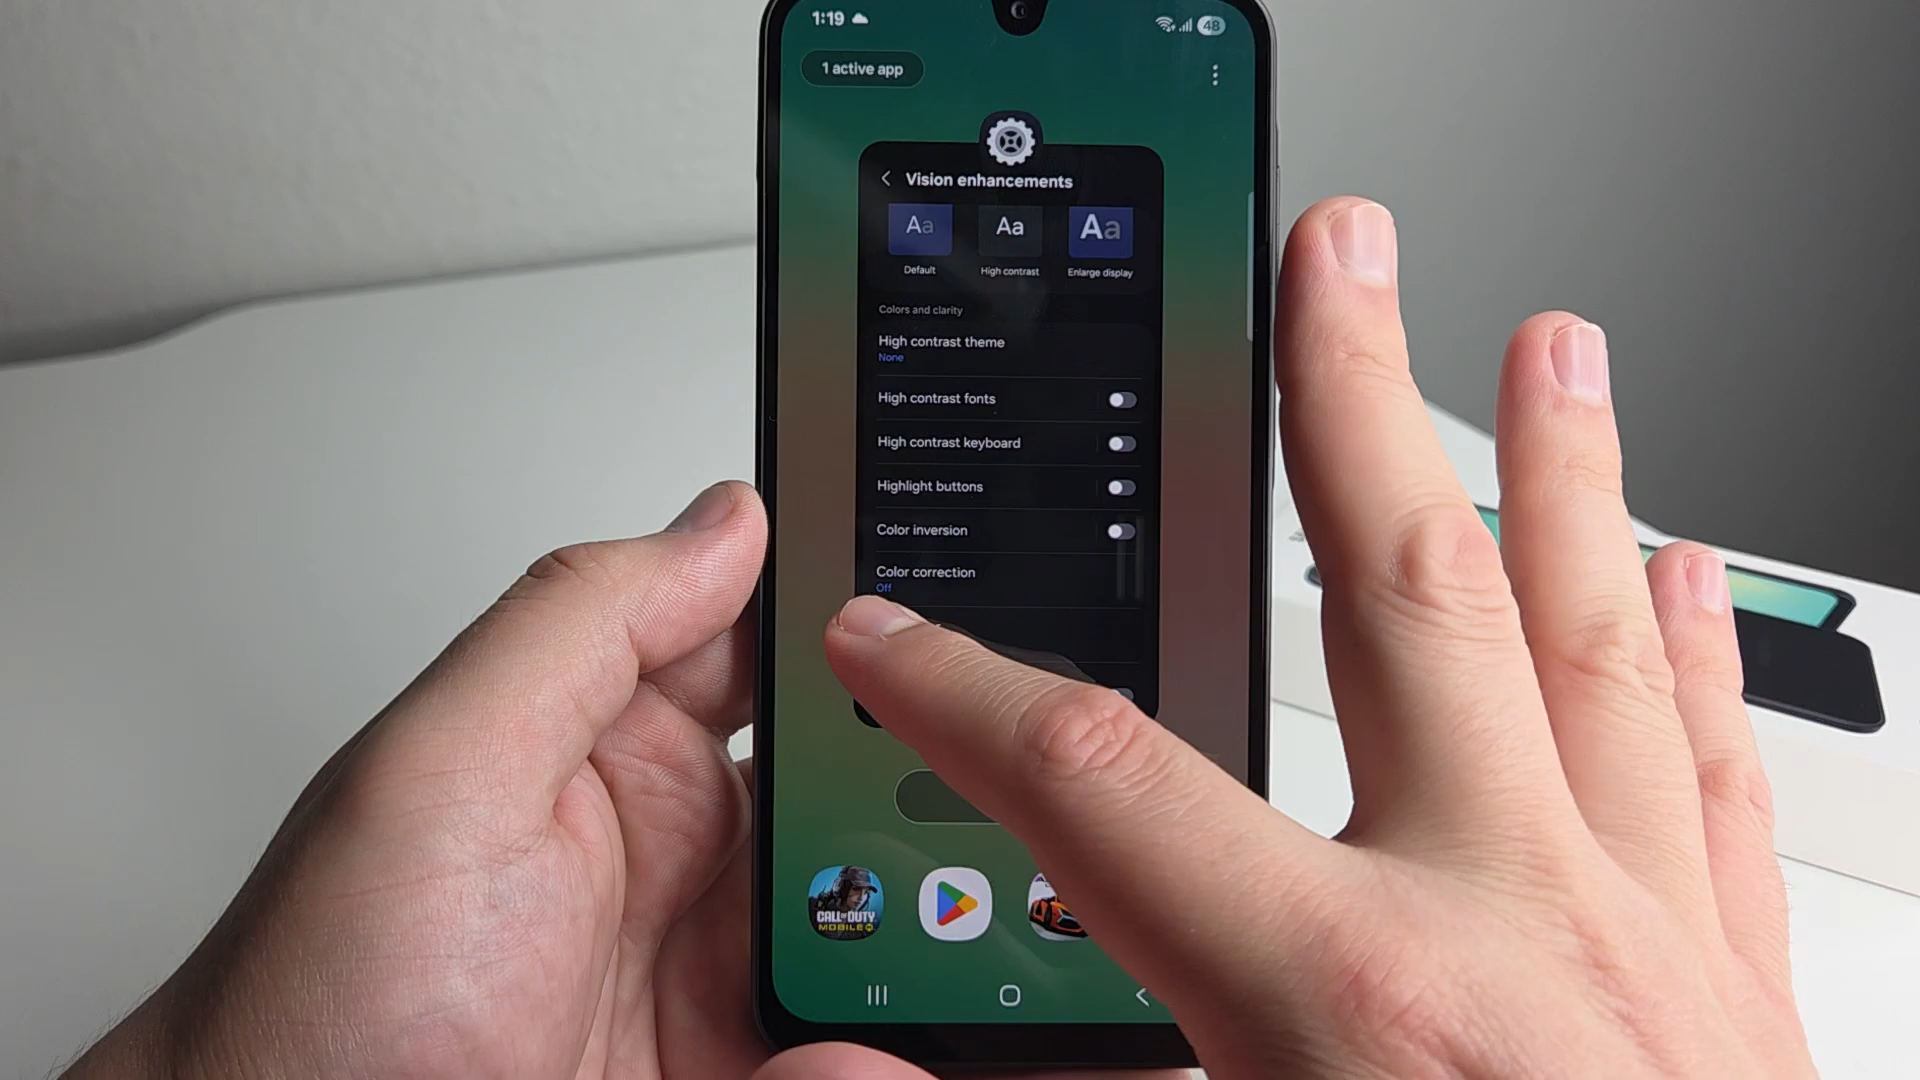 1:19
48
1 active app
Vision enhancements
Aa Aa Aa
Default High contrast Enlarge display
Colors and clarity
High contrast theme
None
High contrast fonts
High contrast keyboard
Highlight buttons
Color inversion
Color correction
Off
CALL OF DUTY
MOBILE